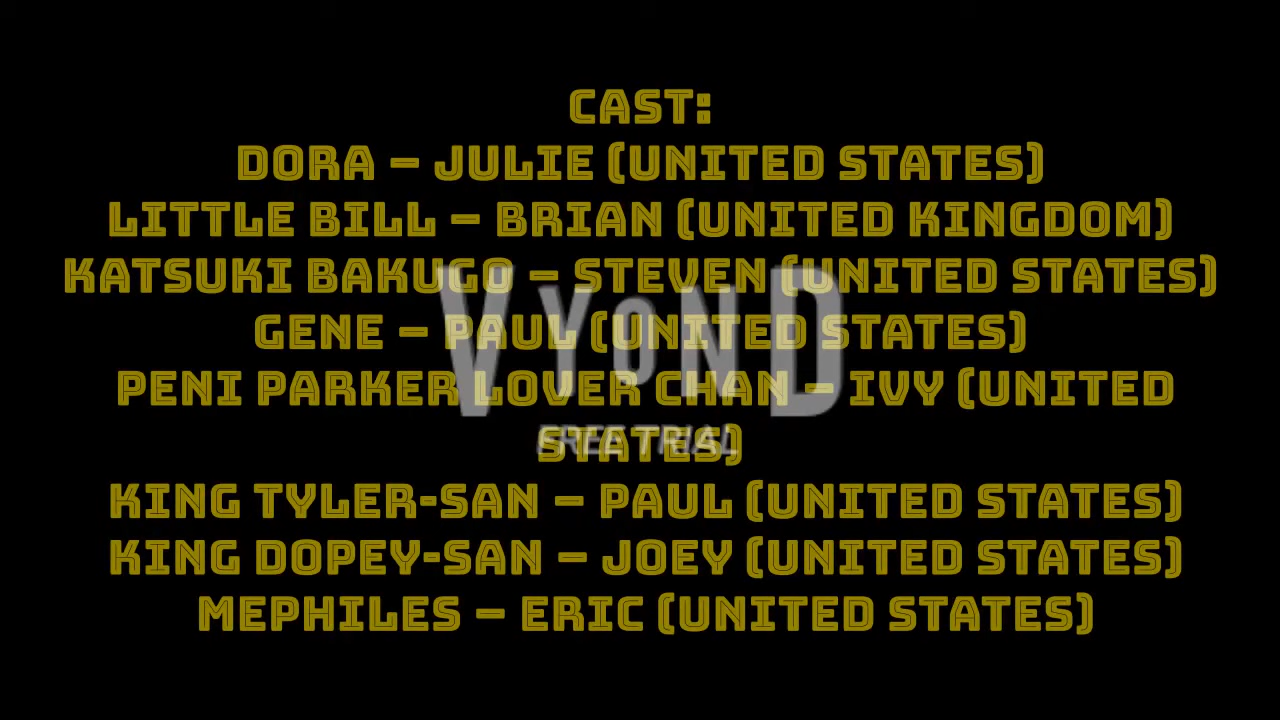 CAST:
DORA – JULIE (UNITED STATES)
LITTLE BILL – BRIAN (UNITED KINGDOM)
KATSUKI BAKUGO – STEVEN (UNITED STATES)
GENE – PAUL (UNITED STATES)
PENI PARKER LOVER CHAN – IVY (UNITED
STATES)
KING TYLER-SAN – PAUL (UNITED STATES)
KING DOPEY-SAN – JOEY (UNITED STATES)
MEPHILES – ERIC (UNITED STATES)
VYOND
FREE TRIAL